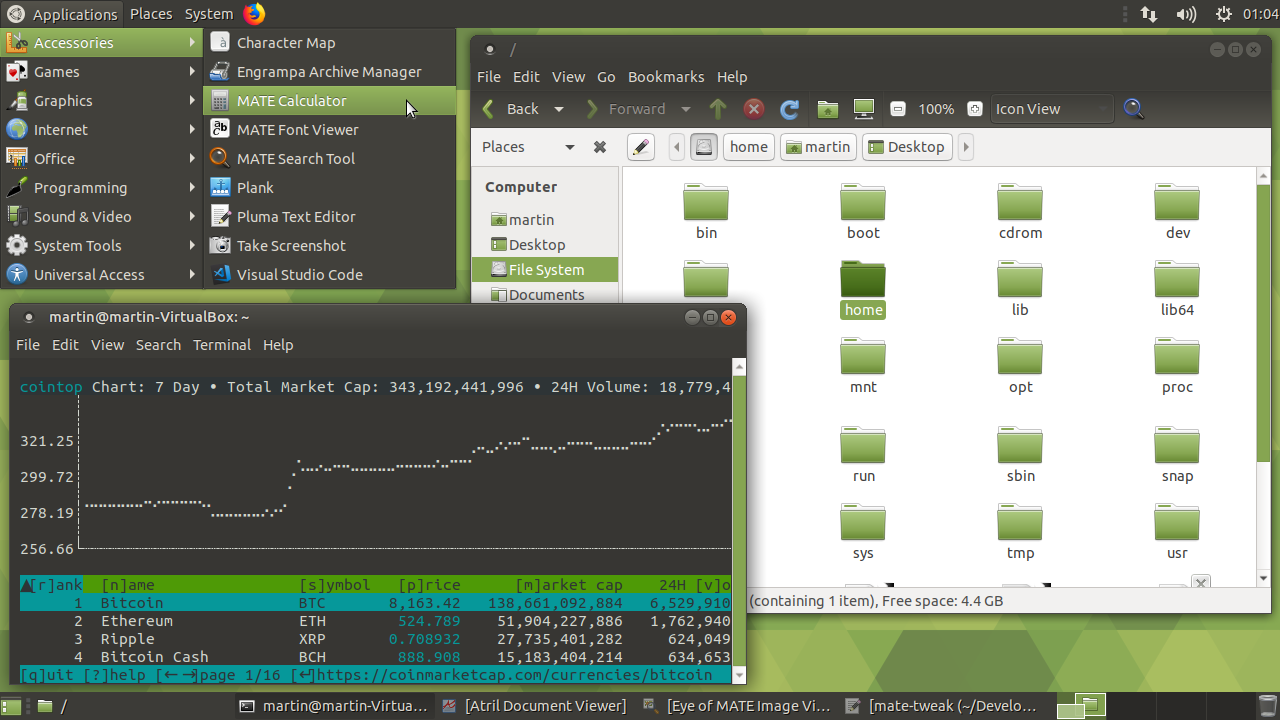 Applications Places System 01:04
Accessories
Games
Graphics
Internet
Office
Programming
Sound & Video
System Tools
Universal Access
Character Map
Engrampa Archive Manager
MATE Calculator
MATE Font Viewer
MATE Search Tool
Plank
Pluma Text Editor
Take Screenshot
Visual Studio Code
/
File Edit View Go Bookmarks Help
Back Forward 100% Icon View
Places home martin Desktop
Computer
martin
Desktop
File System
Documents
bin boot cdrom dev
home lib lib64
mnt opt proc
run sbin snap
sys tmp usr
(containing 1 item), Free space: 4.4 GB
martin@martin-VirtualBox: ~
File Edit View Search Terminal Help
cointop Chart: 7 Day • Total Market Cap: 343,192,441,996 • 24H Volume: 18,779,4
321.25
299.72
278.19
256.66
▲[r]ank [n]ame [s]ymbol [p]rice [m]arket cap 24H [v]o
1 Bitcoin BTC 8,163.42 138,661,092,884 6,529,910
2 Ethereum ETH 524.789 51,904,227,886 1,762,940
3 Ripple XRP 0.708932 27,735,401,282 624,049
4 Bitcoin Cash BCH 888.908 15,183,404,214 634,653
[q]uit [?]help [←→]page 1/16 [↵]https://coinmarketcap.com/currencies/bitcoin
/ martin@martin-Virtua... [Atril Document Viewer] [Eye of MATE Image Vi... [mate-tweak (~/Develo...